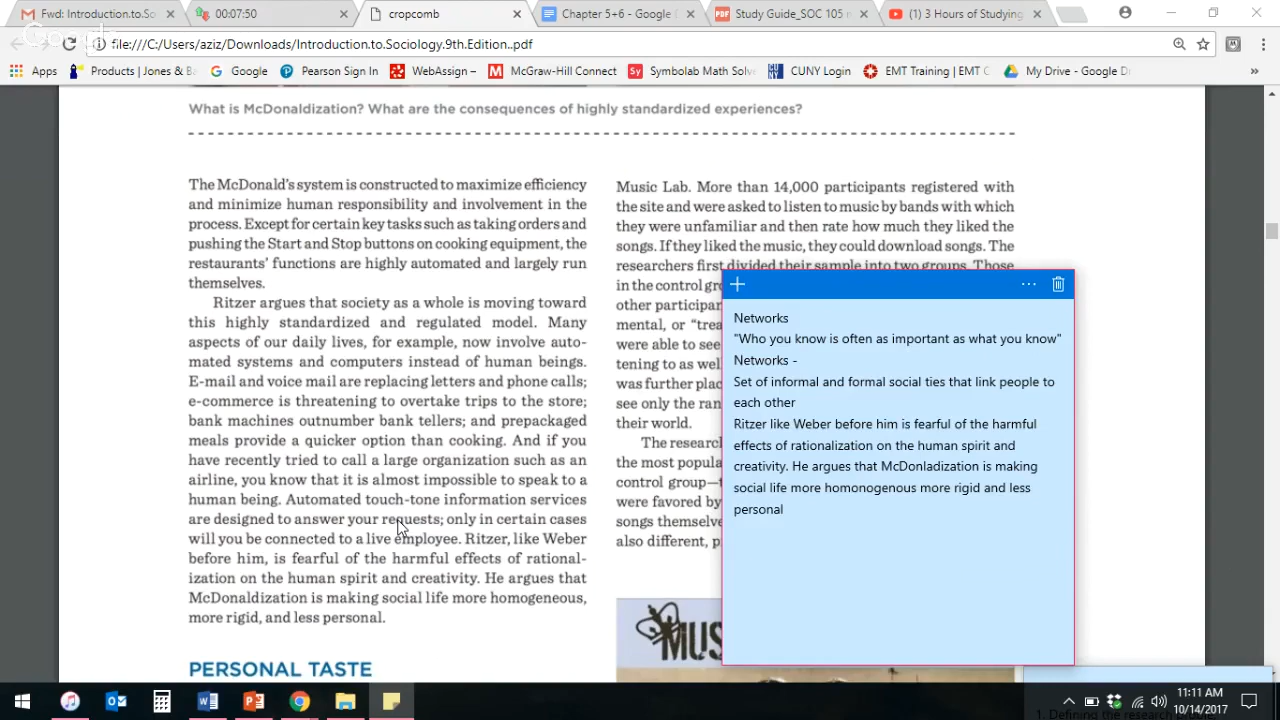 Fwd: Introduction.to.So
00:07:50
cropcomb
Chapter 5+6 - Google
Study Guide_SOC 105
(1) 3 Hours of Studying
Google
file:///C:/Users/aziz/Downloads/Introduction.to.Sociology.9th.Edition..pdf
Apps
Products | Jones & Ba
Google
Pearson Sign In
WebAssign –
McGraw-Hill Connect
Sy
Symbolab Math Solve
CUNY Login
EMT Training | EMT C
My Drive - Google Dr
»
What is McDonaldization? What are the consequences of highly standardized experiences?
The McDonald's system is constructed to maximize efficiency
and minimize human responsibility and involvement in the
process. Except for certain key tasks such as taking orders and
pushing the Start and Stop buttons on cooking equipment, the
restaurants' functions are highly automated and largely run
themselves.
Ritzer argues that society as a whole is moving toward
this highly standardized and regulated model. Many
aspects of our daily lives, for example, now involve auto-
mated systems and computers instead of human beings.
E-mail and voice mail are replacing letters and phone calls;
e-commerce is threatening to overtake trips to the store;
bank machines outnumber bank tellers; and prepackaged
meals provide a quicker option than cooking. And if you
have recently tried to call a large organization such as an
airline, you know that it is almost impossible to speak to a
human being. Automated touch-tone information services
are designed to answer your requests; only in certain cases
will you be connected to a live employee. Ritzer, like Weber
before him, is fearful of the harmful effects of rational-
ization on the human spirit and creativity. He argues that
McDonaldization is making social life more homogeneous,
more rigid, and less personal.
PERSONAL TASTE
Music Lab. More than 14,000 participants registered with
the site and were asked to listen to music by bands with which
they were unfamiliar and then rate how much they liked the
songs. If they liked the music, they could download songs. The
researchers first divided their sample into two groups. Those
in the control gro
other participan
mental, or "trea
were able to see
tening to as well
was further plac
see only the ran
their world.
The researc
the most popula
control group—t
were favored by
songs themselve
also different, p
MUS
Networks
"Who you know is often as important as what you know"
Networks -
Set of informal and formal social ties that link people to
each other
Ritzer like Weber before him is fearful of the harmful
effects of rationalization on the human spirit and
creativity. He argues that McDonladization is making
social life more homonogenous more rigid and less
personal
1. Defining the research
11:11 AM
10/14/2017